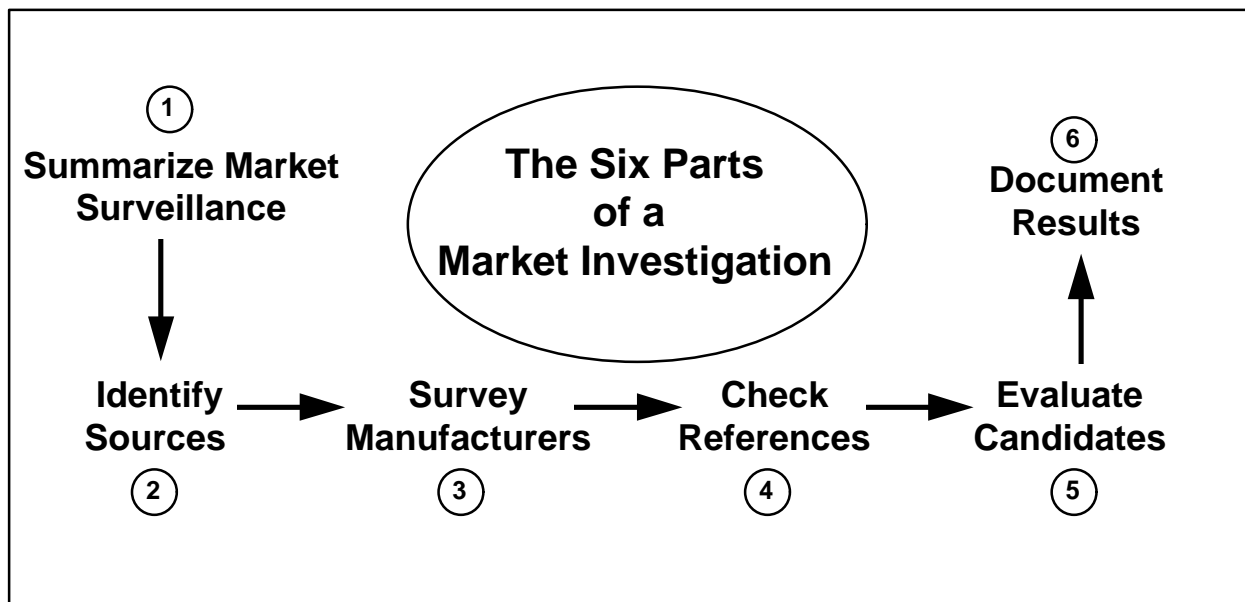 The Six Parts
of a
Market Investigation
1
Summarize Market
Surveillance
Identify
Sources
2
Survey
Manufacturers
3
Check
References
4
Evaluate
Candidates
5
6
Document
Results